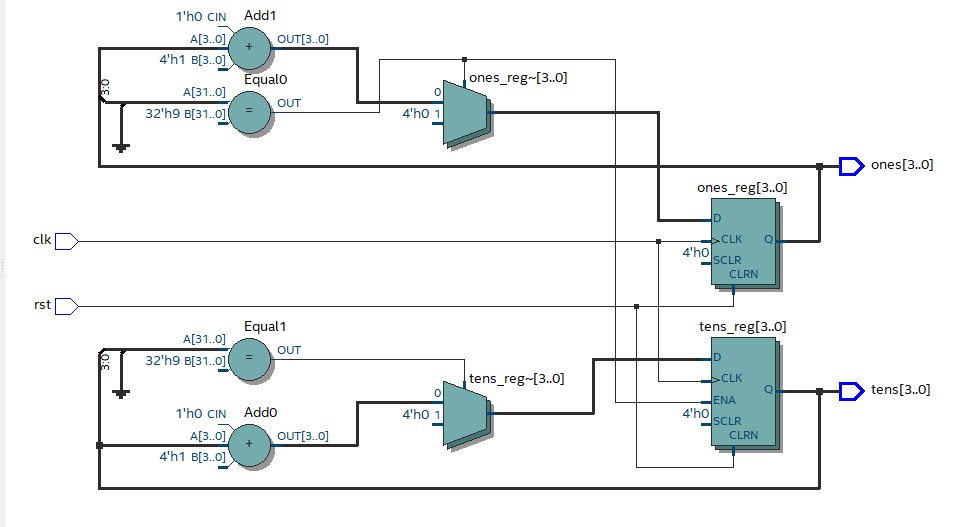 Add1
1'h0 CIN
A[3..0]
OUT[3..0]
4'h1 B[3..0]
+
3:0
Equal0
A[31..0]
OUT
32'h9 B[31..0]
=
ones_reg~[3..0]
0
4'h0 1
ones[3..0]
ones_reg[3..0]
D
CLK
Q
4'h0
SCLR
CLRN
clk
rst
Equal1
A[31..0]
OUT
32'h9 B[31..0]
=
3:0
tens_reg~[3..0]
0
4'h0 1
Add0
1'h0 CIN
A[3..0]
OUT[3..0]
4'h1 B[3..0]
+
tens_reg[3..0]
D
CLK
Q
ENA
4'h0
SCLR
CLRN
tens[3..0]